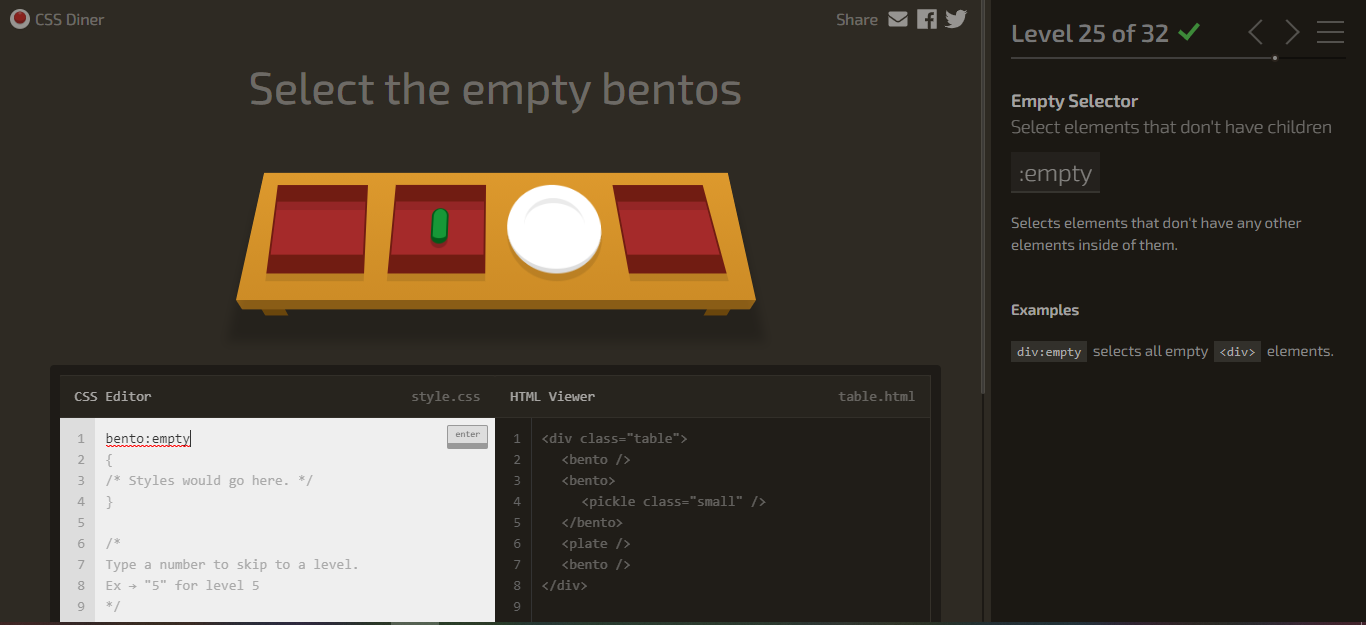 CSS Diner
Share
Select the empty bentos
CSS Editor style.css
1 bento:empty
enter
2 {
3 /* Styles would go here. */
4 }
5
6 /*
7 Type a number to skip to a level.
8 Ex → "5" for level 5
9 */
HTML Viewer table.html
1 <div class="table">
2 <bento />
3 <bento>
4 <pickle class="small" />
5 </bento>
6 <plate />
7 <bento />
8 </div>
9
Level 25 of 32
Empty Selector
Select elements that don't have children
:empty
Selects elements that don't have any other
elements inside of them.
Examples
div:empty selects all empty <div> elements.